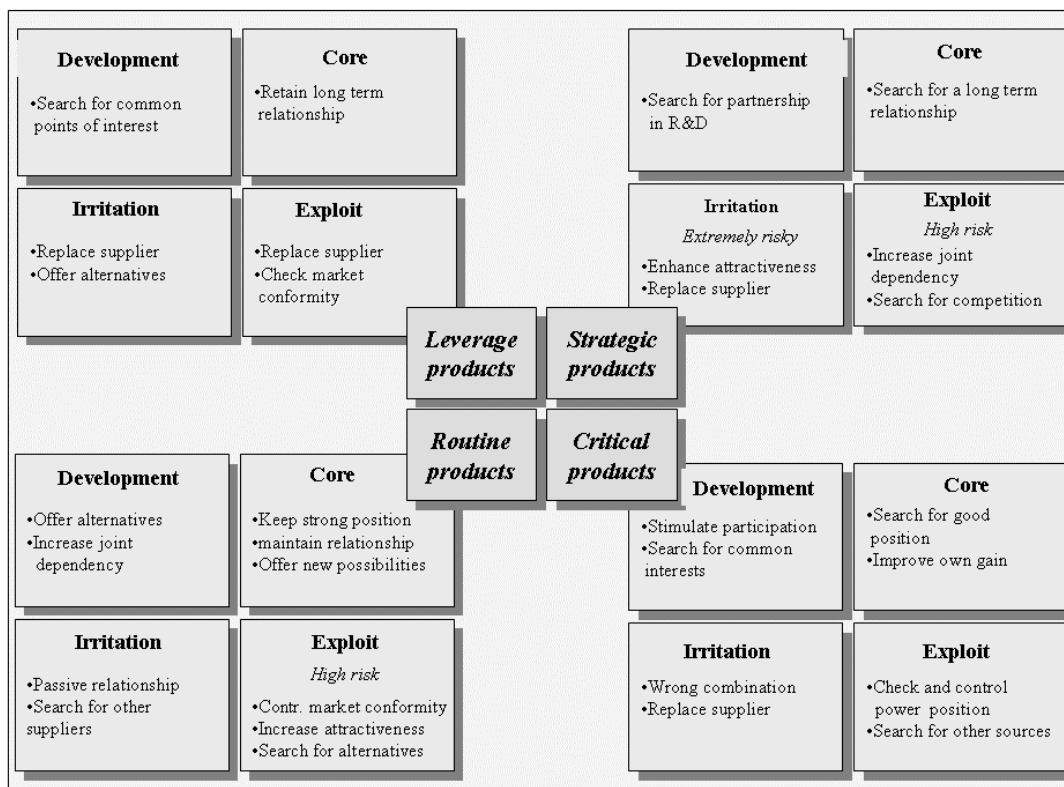 Development
•Search for common
points of interest
Core
•Retain long term
relationship
Irritation
•Replace supplier
•Offer alternatives
Exploit
•Replace supplier
•Check market
conformity
Development
•Search for partnership
in R&D
Core
•Search for a long term
relationship
Irritation
Extremely risky
•Enhance attractiveness
•Replace supplier
Exploit
High risk
•Increase joint
dependency
•Search for competition
Leverage
products
Strategic
products
Routine
products
Critical
products
Development
•Offer alternatives
•Increase joint
dependency
Core
•Keep strong position
•maintain relationship
•Offer new possibilities
Irritation
•Passive relationship
•Search for other
suppliers
Exploit
High risk
•Contr. market conformity
•Increase attractiveness
•Search for alternatives
Development
•Stimulate participation
•Search for common
interests
Core
•Search for good
position
•Improve own gain
Irritation
•Wrong combination
•Replace supplier
Exploit
•Check and control
power position
•Search for other sources